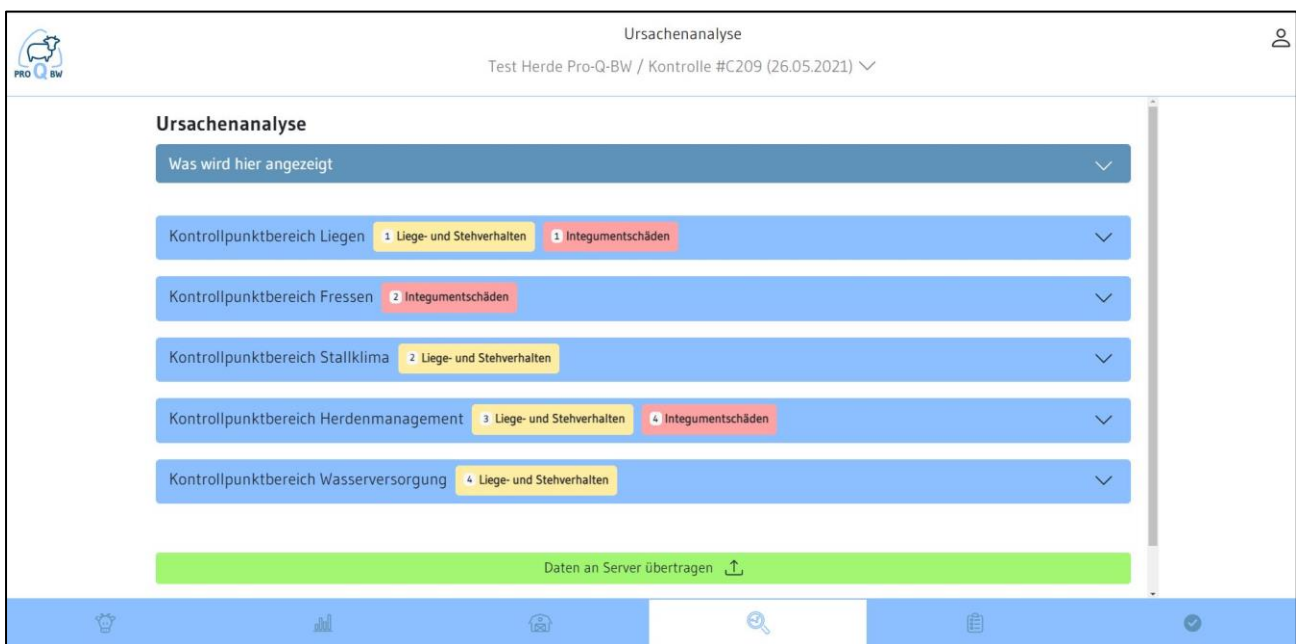 Ursachenanalyse
PRO Q BW
Test Herde Pro-Q-BW / Kontrolle #C209 (26.05.2021)
Ursachenanalyse
Was wird hier angezeigt
Kontrollpunktbereich Liegen 1 Liege- und Stehverhalten 1 Integumentschäden
Kontrollpunktbereich Fressen 2 Integumentschäden
Kontrollpunktbereich Stallklima 2 Liege- und Stehverhalten
Kontrollpunktbereich Herdenmanagement 3 Liege- und Stehverhalten 4 Integumentschäden
Kontrollpunktbereich Wasserversorgung 4 Liege- und Stehverhalten
Daten an Server übertragen